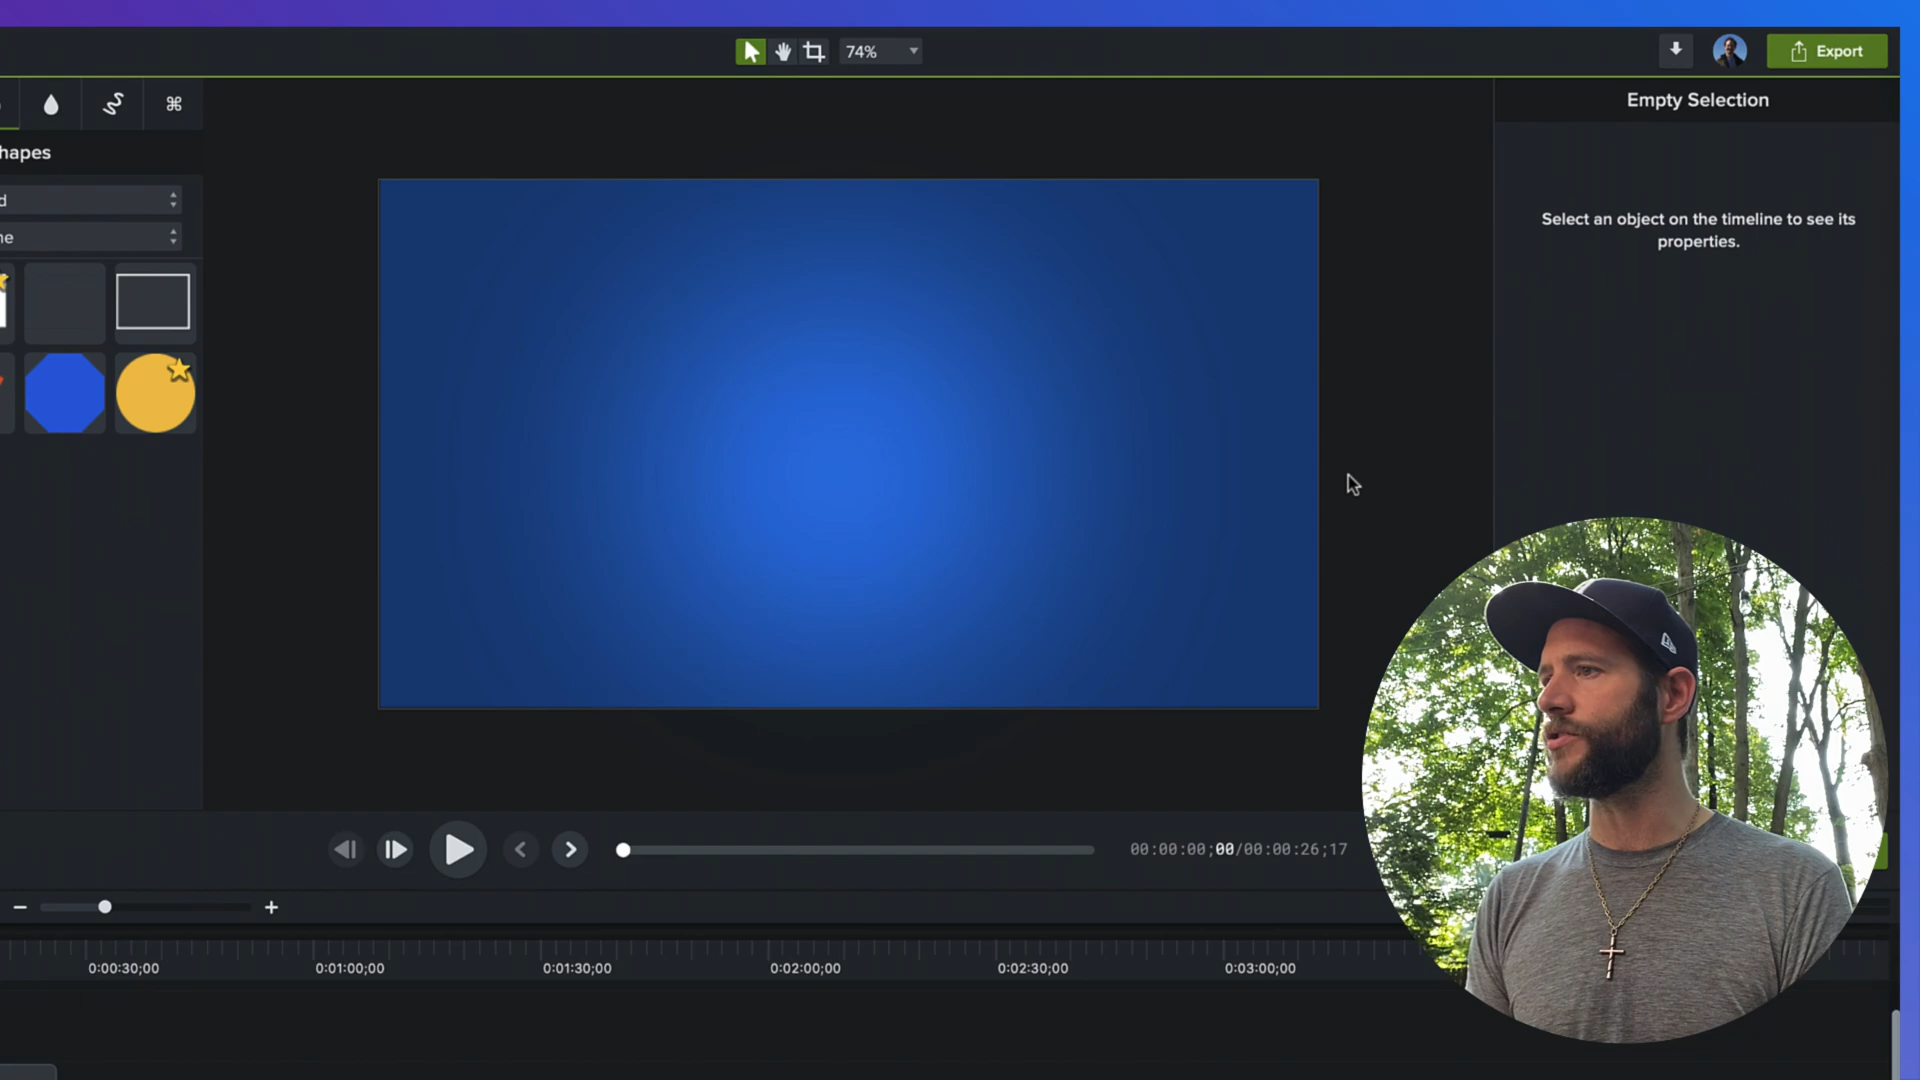 74%
Export
Empty Selection
hapes
d
ne
Select an object on the timeline to see its
properties.
00:00:00;00/00:00:26;17
0:00:30;00
0:01:00;00
0:01:30;00
0:02:00;00
0:02:30;00
0:03:00;00